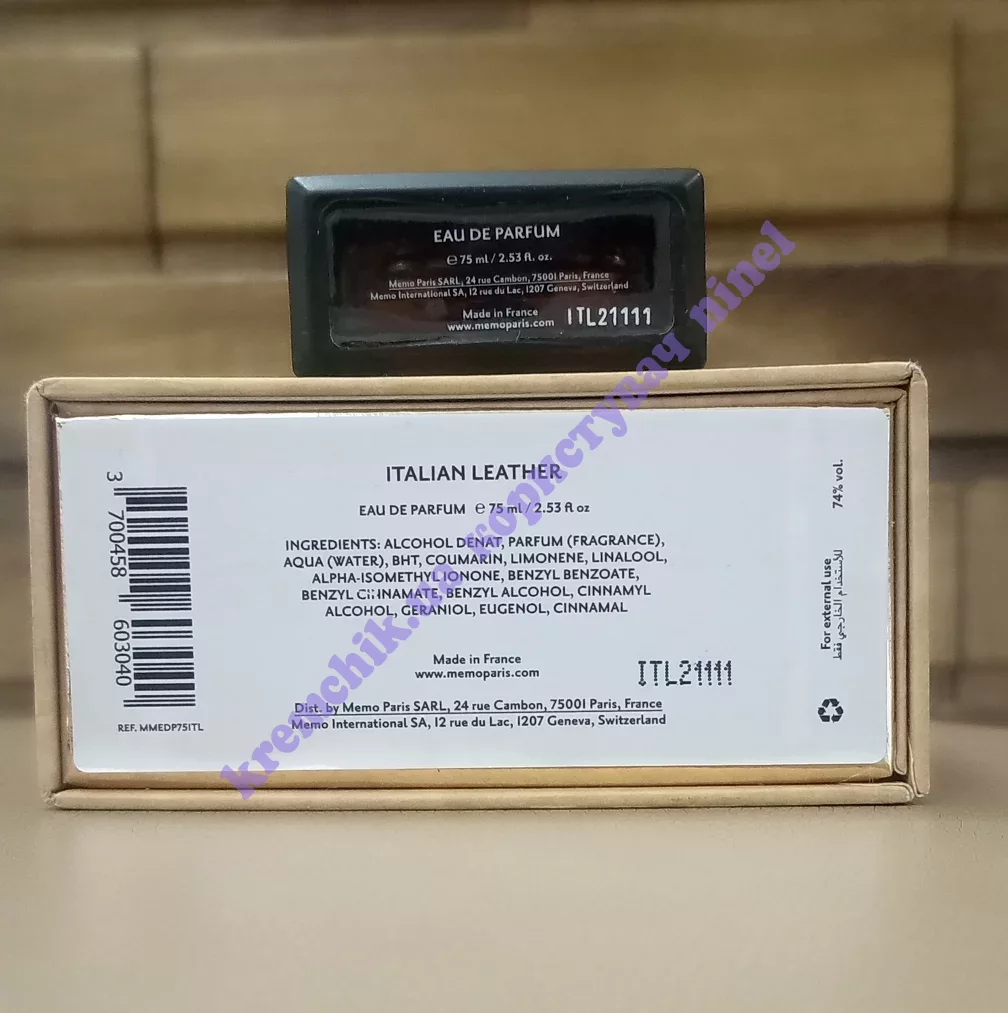 EAU DE PARFUM
℮ 75 ml / 2.53 fl. oz.
Memo Paris SARL, 24 rue Cambon, 75001 Paris, France
Memo International SA, 12 rue du Lac, 1207 Geneva, Switzerland
Made in France
www.memoparis.com
ITL21111
ITALIAN LEATHER
EAU DE PARFUM ℮ 75 ml / 2.53 fl oz
INGREDIENTS: ALCOHOL DENAT, PARFUM (FRAGRANCE),
AQUA (WATER), BHT, COUMARIN, LIMONENE, LINALOOL,
ALPHA-ISOMETHYL IONONE, BENZYL BENZOATE,
BENZYL CINNAMATE, BENZYL ALCOHOL, CINNAMYL
ALCOHOL, GERANIOL, EUGENOL, CINNAMAL
Made in France
www.memoparis.com
ITL21111
Dist. by Memo Paris SARL, 24 rue Cambon, 75001 Paris, France
Memo International SA, 12 rue du Lac, 1207 Geneva, Switzerland
3 700458 603040
REF. MMEDP75ITL
74% vol.
For external use
للاستخدام الخارجي فقط
kremchik.ua користувач ninel